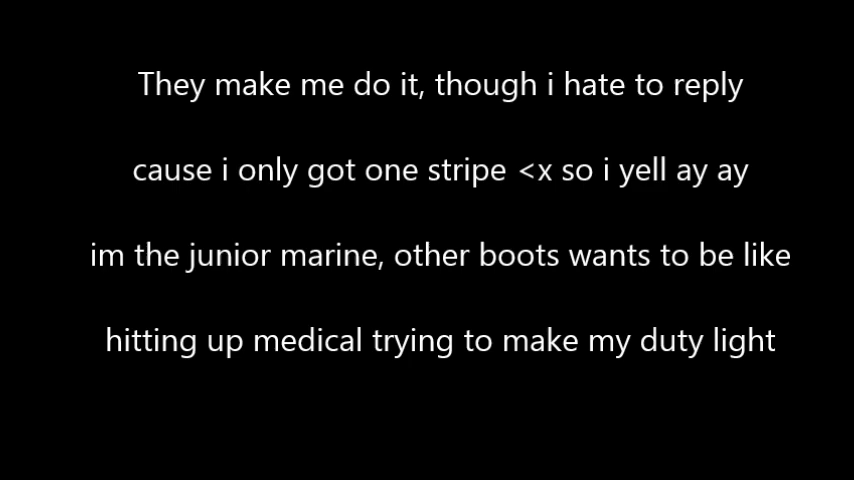 They make me do it, though i hate to reply
cause i only got one stripe <x so i yell ay ay
im the junior marine, other boots wants to be like
hitting up medical trying to make my duty light